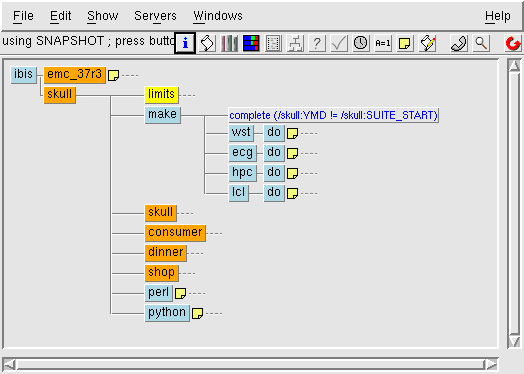 File Edit Show Servers Windows Help
using SNAPSHOT ; press butto
i ? A=1
ibis emc_37r3
skull limits
make complete (/skull:YMD != /skull:SUITE_START)
wst do
ecg do
hpc do
lcl do
skull
consumer
dinner
shop
perl
python